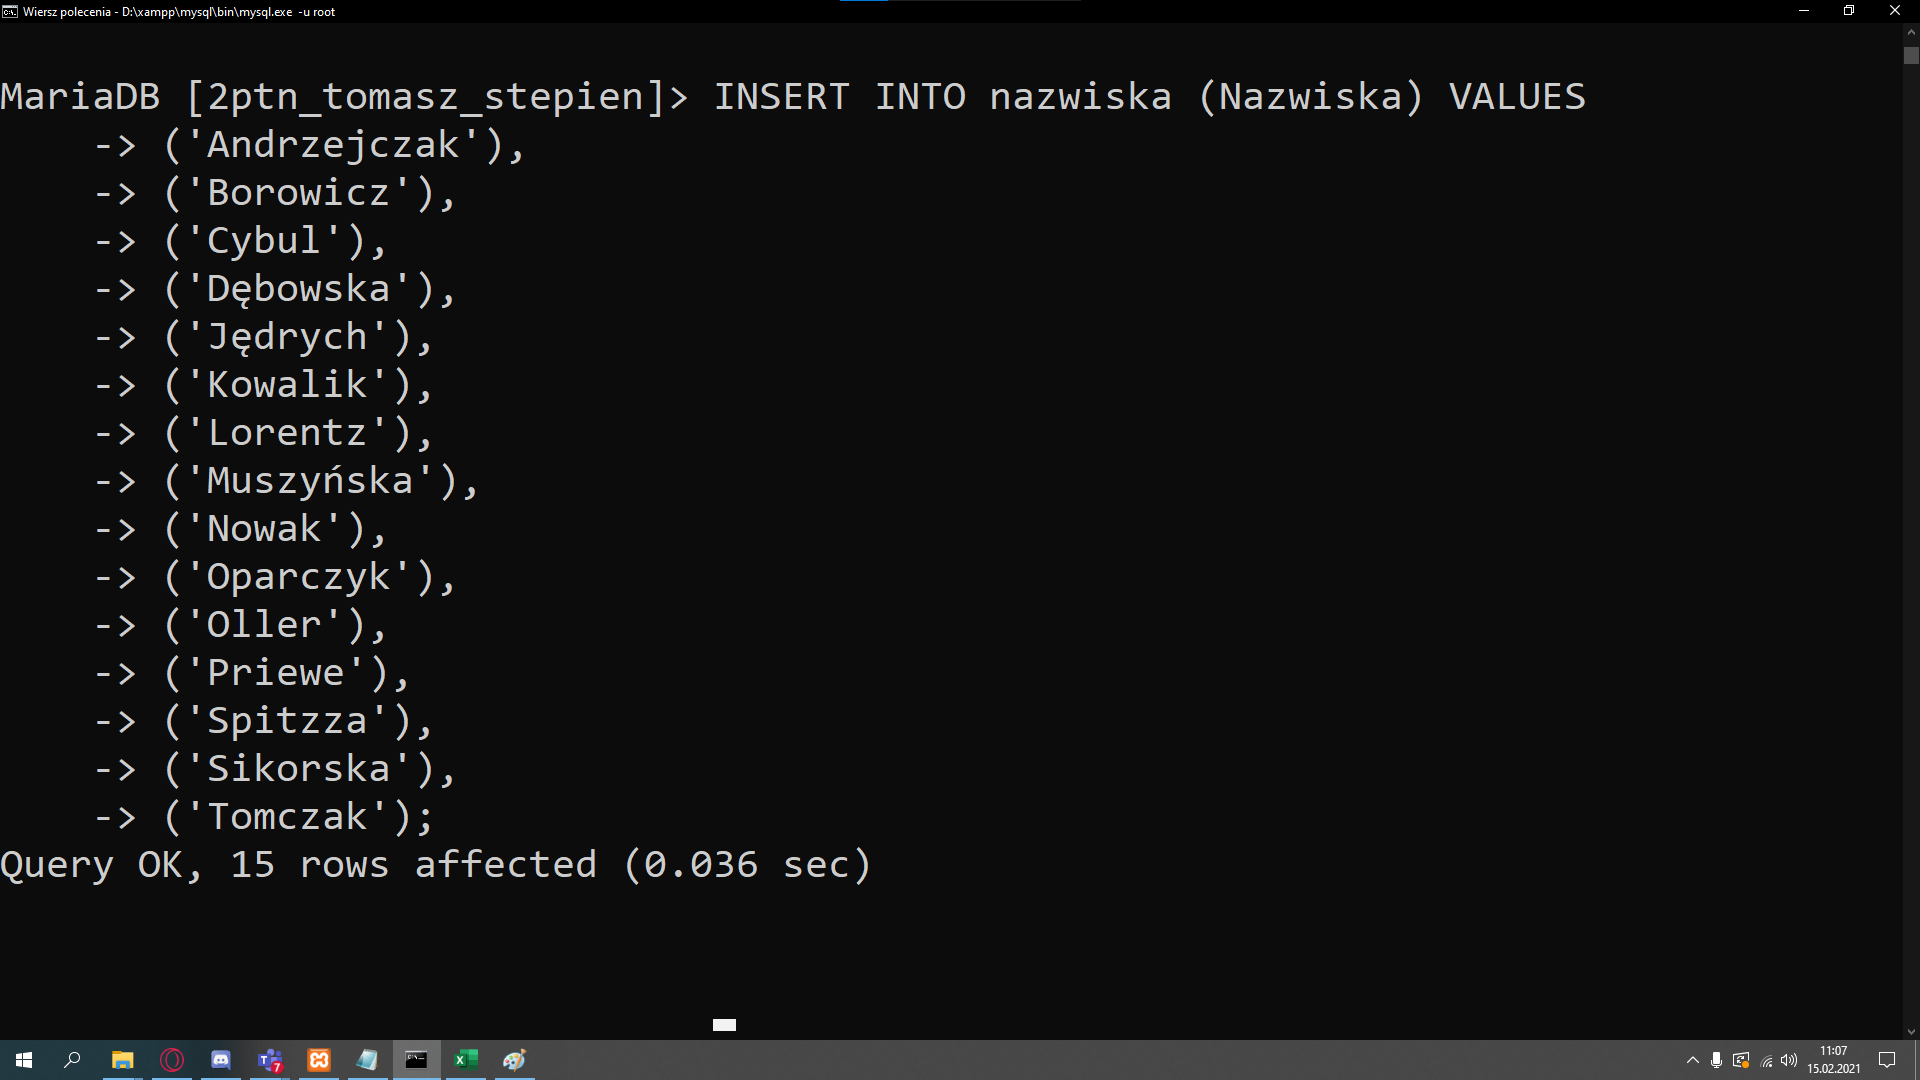 Wiersz polecenia - D:\xampp\mysql\bin\mysql.exe -u root
MariaDB [2ptn_tomasz_stepien]> INSERT INTO nazwiska (Nazwiska) VALUES
-> ('Andrzejczak'),
-> ('Borowicz'),
-> ('Cybul'),
-> ('Dębowska'),
-> ('Jędrych'),
-> ('Kowalik'),
-> ('Lorentz'),
-> ('Muszyńska'),
-> ('Nowak'),
-> ('Oparczyk'),
-> ('Oller'),
-> ('Priewe'),
-> ('Spitzza'),
-> ('Sikorska'),
-> ('Tomczak');
Query OK, 15 rows affected (0.036 sec)
7
11:07
15.02.2021